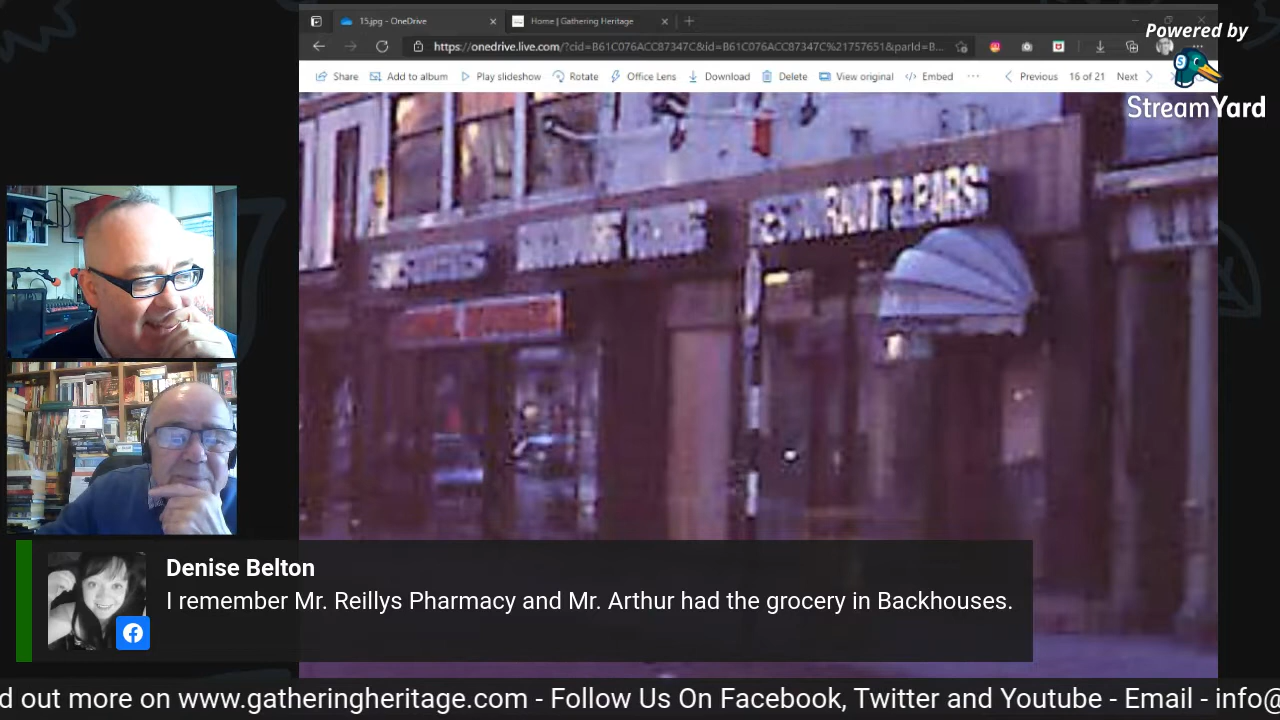 15.jpg - OneDrive
Home | Gathering Heritage
https://onedrive.live.com/?cid=B61C076ACC87347C&id=B61C076ACC87347C%21757651&parId=B...
Share Add to album Play slideshow Rotate Office Lens Download Delete View original Embed ... Previous 16 of 21 Next
Powered by
StreamYard
RESTAURANT & BARS
Denise Belton
I remember Mr. Reillys Pharmacy and Mr. Arthur had the grocery in Backhouses.
d out more on www.gatheringheritage.com - Follow Us On Facebook, Twitter and Youtube - Email - info@